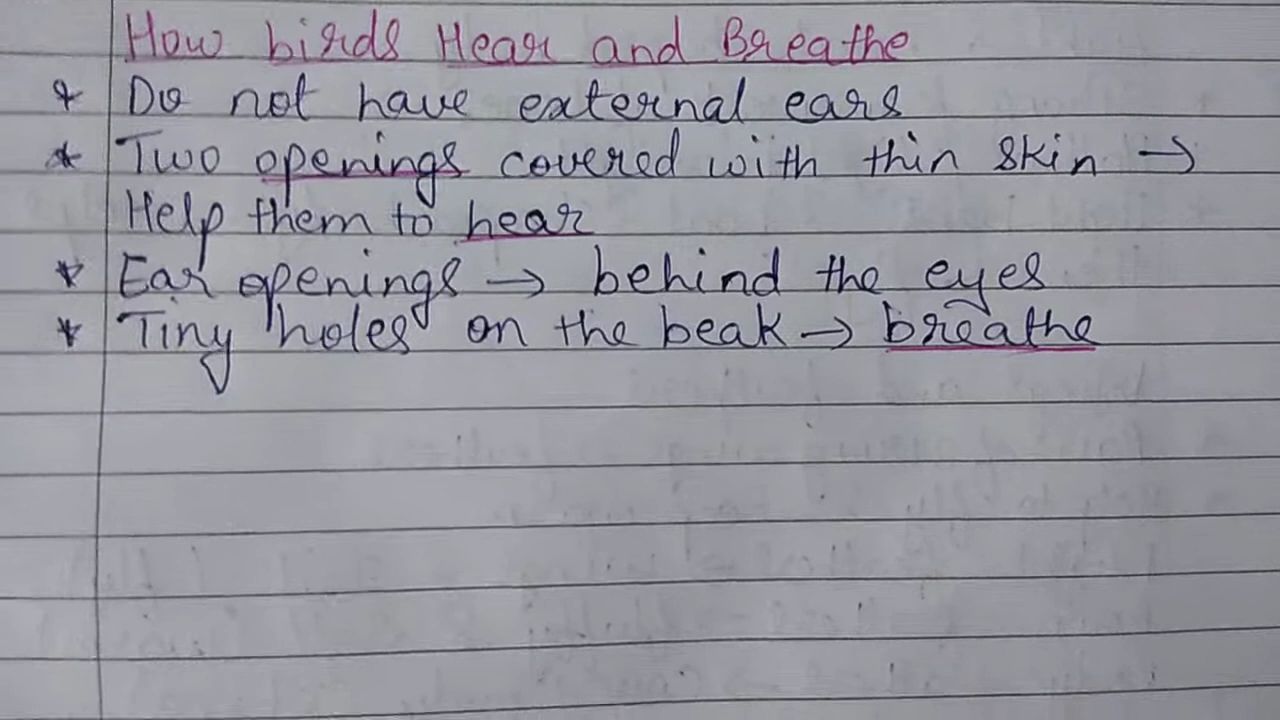 How birds Hear and Breathe
* Do not have external ears
* Two openings covered with thin skin →
Help them to hear
* Ear openings → behind the eyes
* Tiny holes on the beak → breathe